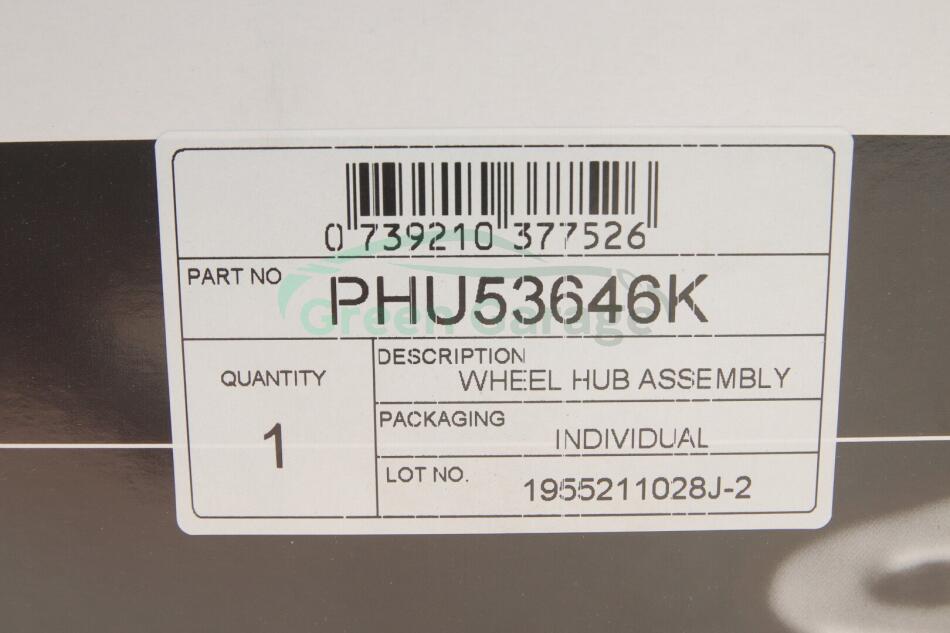 0 739210 377526
PART NO PHU53646K
Green Garage
QUANTITY
1
DESCRIPTION
WHEEL HUB ASSEMBLY
PACKAGING
INDIVIDUAL
LOT NO. 1955211028J-2